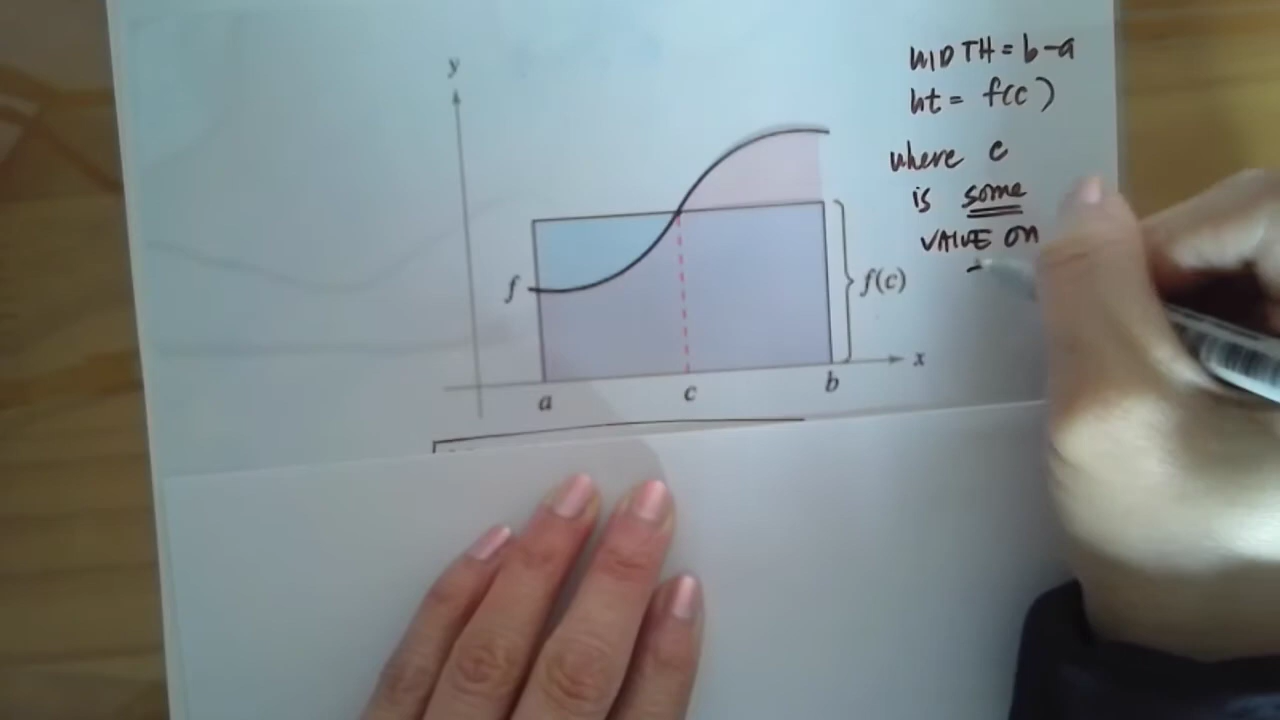 y
f
f(c)
x
a
c
b
WIDTH = b-a
ht = f(c)
where c
is some
VALUE ON